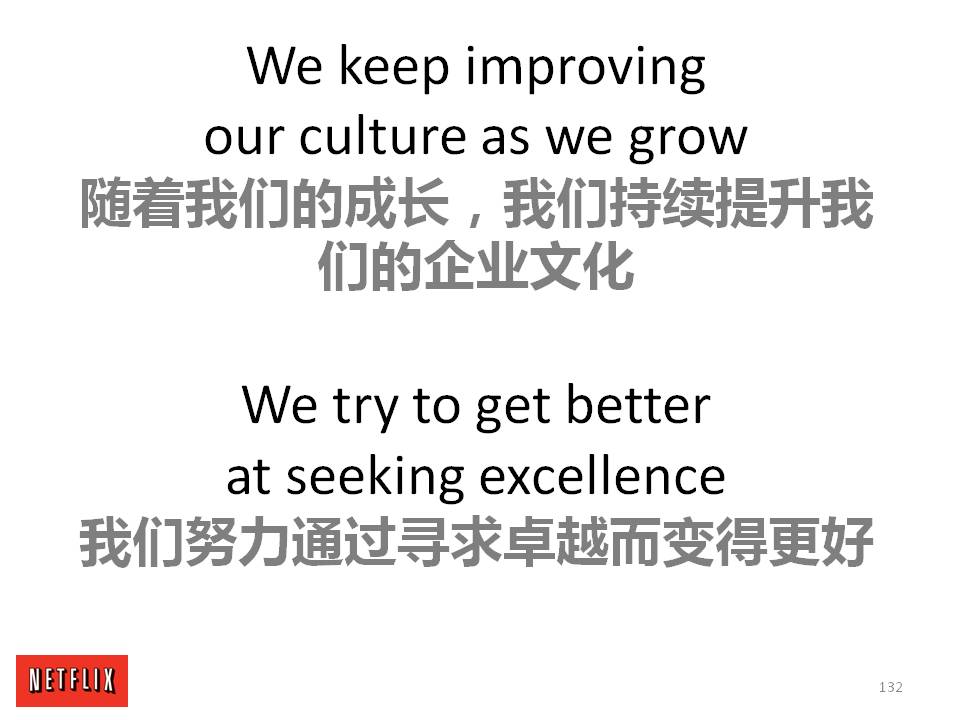 We keep improving
our culture as we grow
随着我们的成长，我们持续提升我
们的企业文化
We try to get better
at seeking excellence
我们努力通过寻求卓越而变得更好
NETFLIX
132